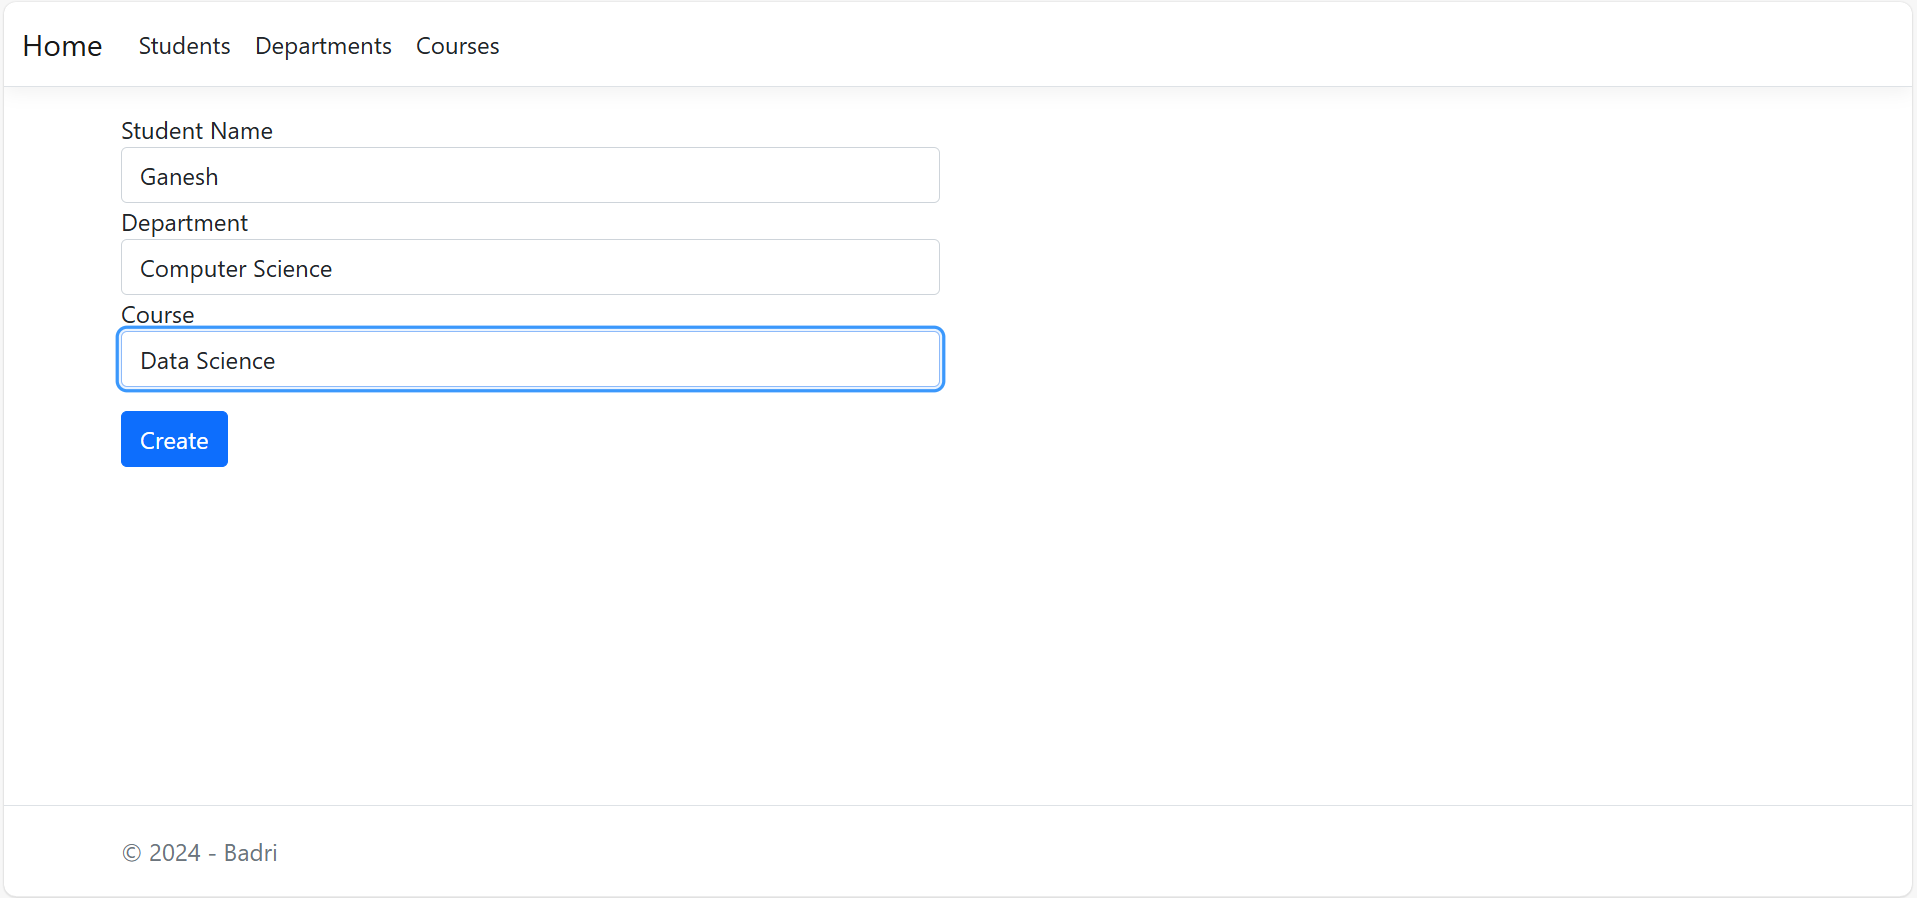 Home Students Departments Courses
Student Name
Ganesh
Department
Computer Science
Course
Data Science
Create
© 2024 - Badri